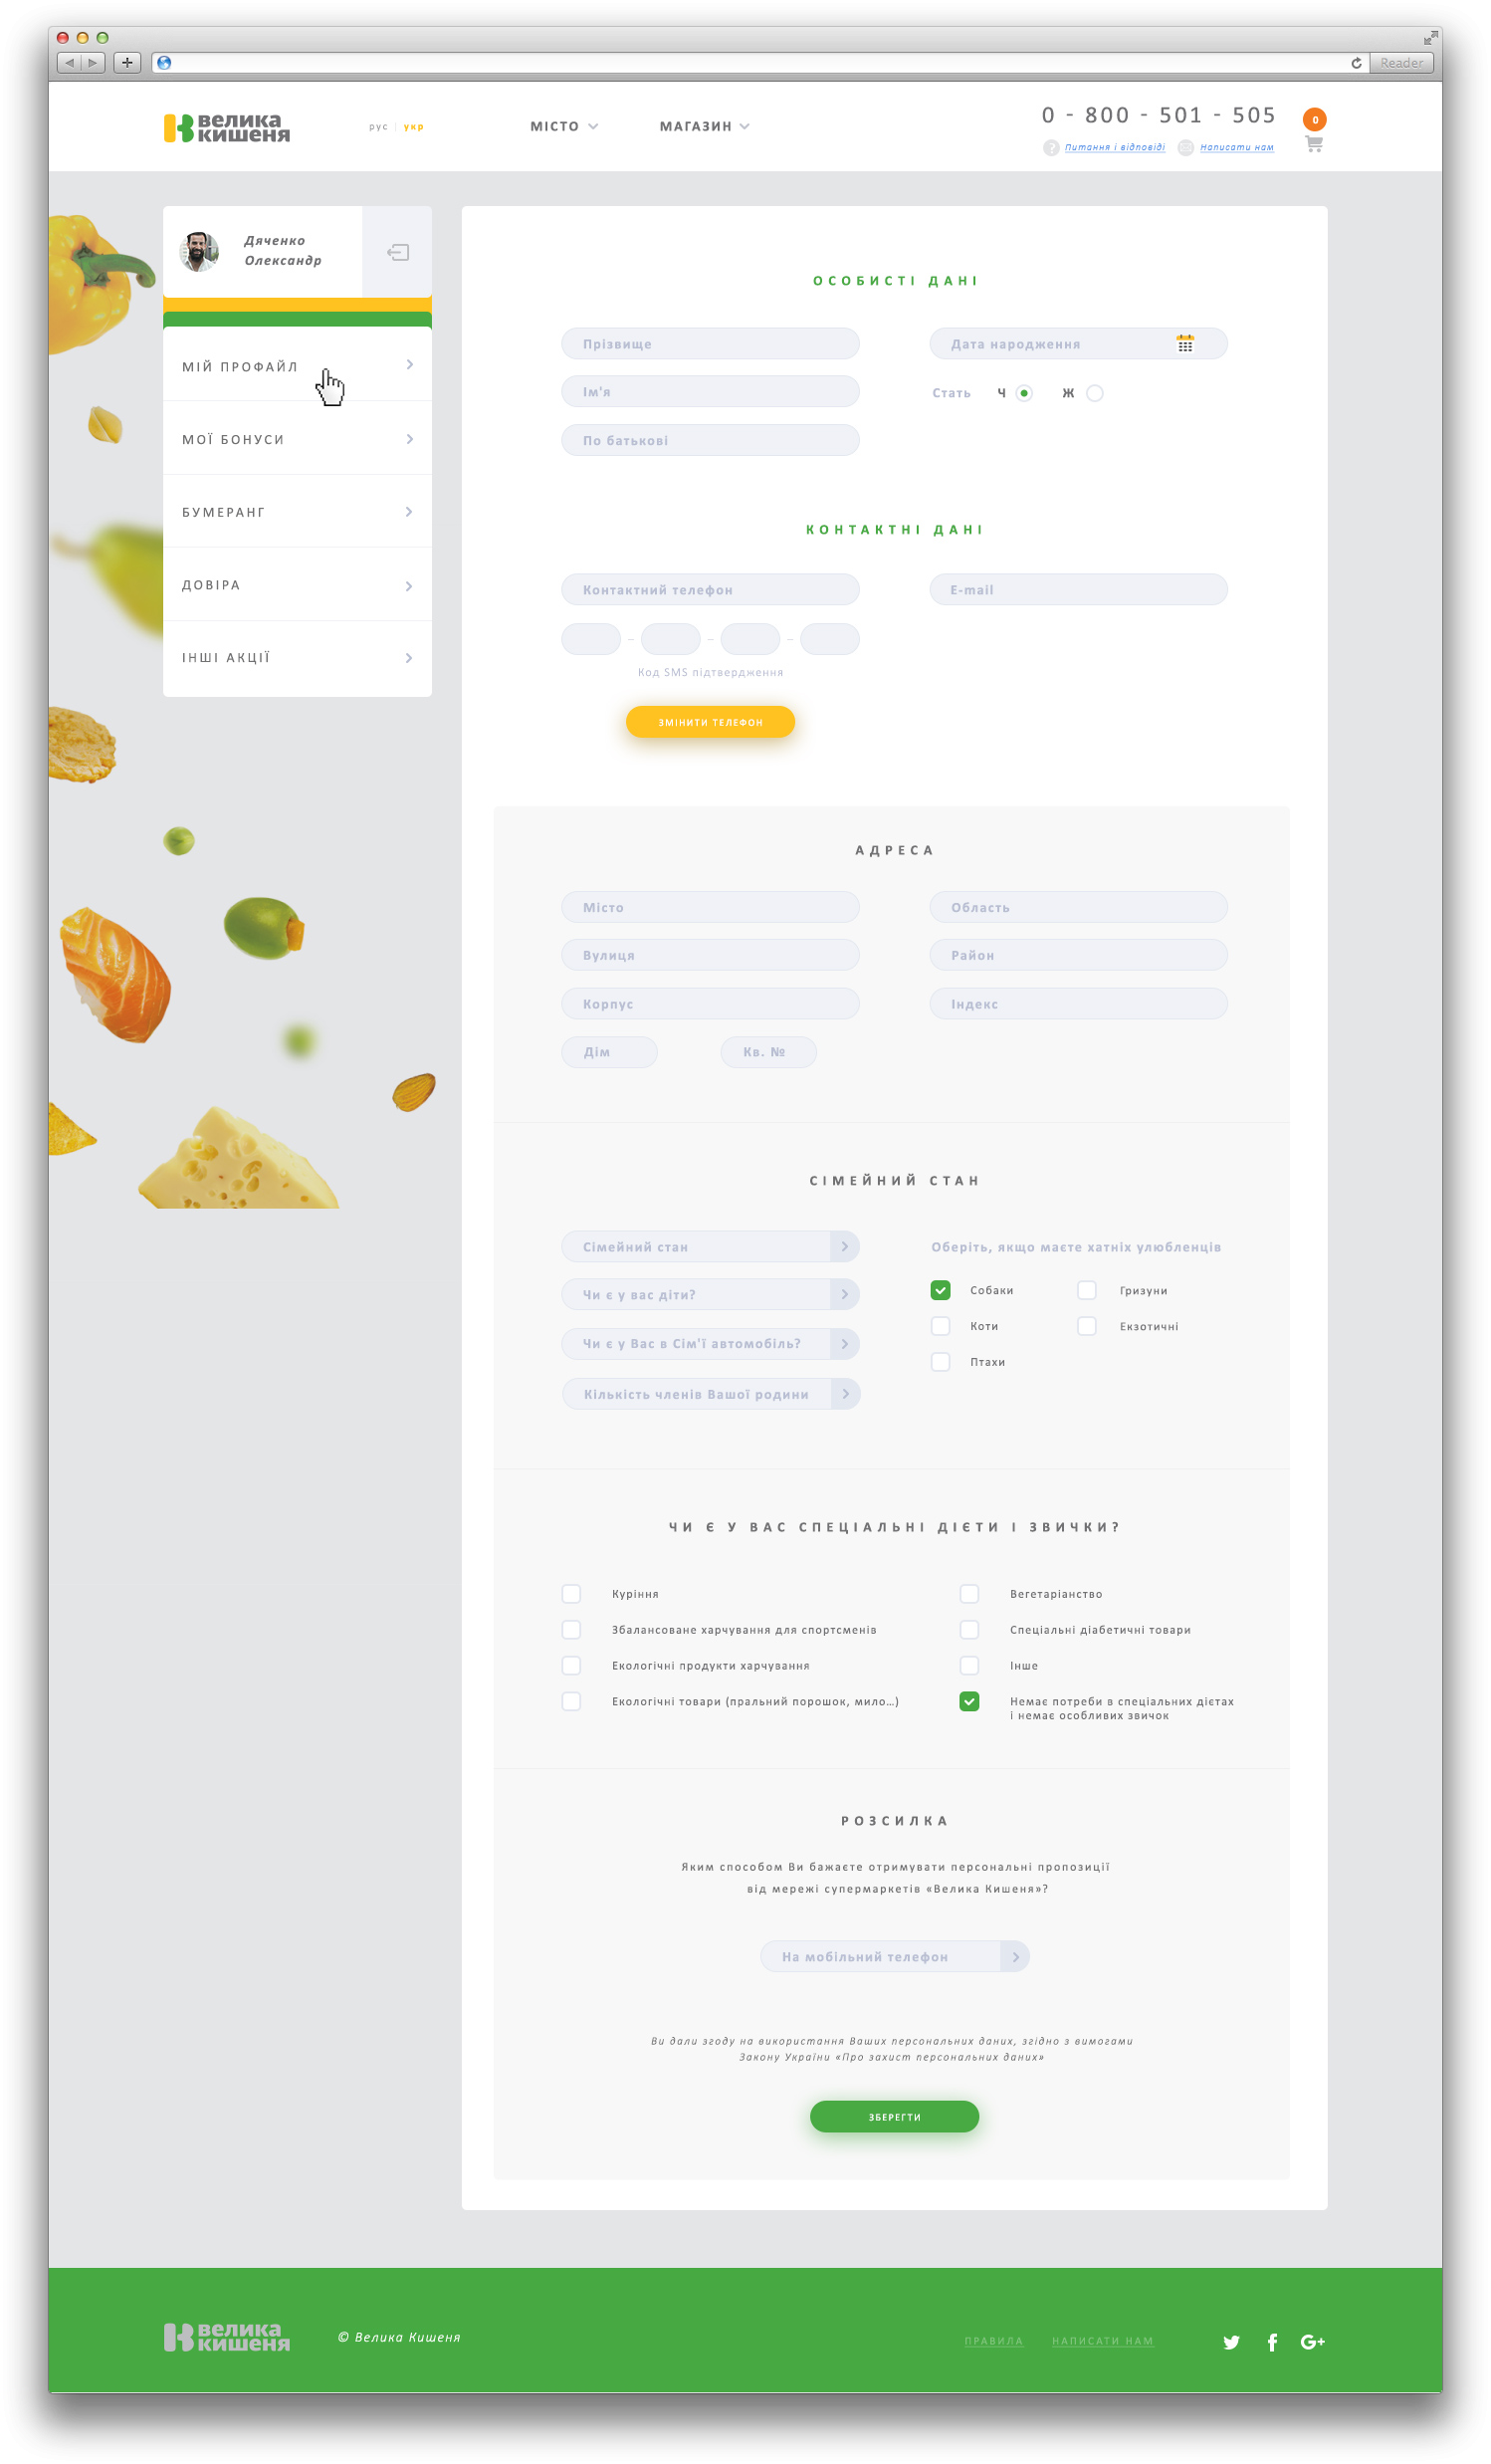 Reader
велика
кишеня
рус | укр
МІСТО
МАГАЗИН
0 - 800 - 501 - 505
0
?
Питання і відповіді
Написати нам
Дяченко
Олександр
МІЙ ПРОФАЙЛ
МОЇ БОНУСИ
БУМЕРАНГ
ДОВІРА
ІНШІ АКЦІЇ
ОСОБИСТІ ДАНІ
Прізвище
Дата народження
Ім'я
Стать Ч Ж
По батькові
КОНТАКТНІ ДАНІ
Контактний телефон
E-mail
– – –
Код SMS підтвердження
ЗМІНИТИ ТЕЛЕФОН
АДРЕСА
Місто
Область
Вулиця
Район
Корпус
Індекс
Дім
Кв. №
СІМЕЙНИЙ СТАН
Сімейний стан
Оберіть, якщо маєте хатніх улюбленців
Чи є у вас діти?
Собаки
Гризуни
Чи є у Вас в Сім'ї автомобіль?
Коти
Екзотичні
Птахи
Кількість членів Вашої родини
ЧИ Є У ВАС СПЕЦІАЛЬНІ ДІЄТИ І ЗВИЧКИ?
Куріння
Вегетаріанство
Збалансоване харчування для спортсменів
Спеціальні діабетичні товари
Екологічні продукти харчування
Інше
Екологічні товари (пральний порошок, мило…)
Немає потреби в спеціальних дієтах
і немає особливих звичок
РОЗСИЛКА
Яким способом Ви бажаєте отримувати персональні пропозиції
від мережі супермаркетів «Велика Кишеня»?
На мобільний телефон
Ви дали згоду на використання Ваших персональних даних, згідно з вимогами
Закону України «Про захист персональних даних»
ЗБЕРЕГТИ
велика
кишеня
© Велика Кишеня
ПРАВИЛА
НАПИСАТИ НАМ
G+